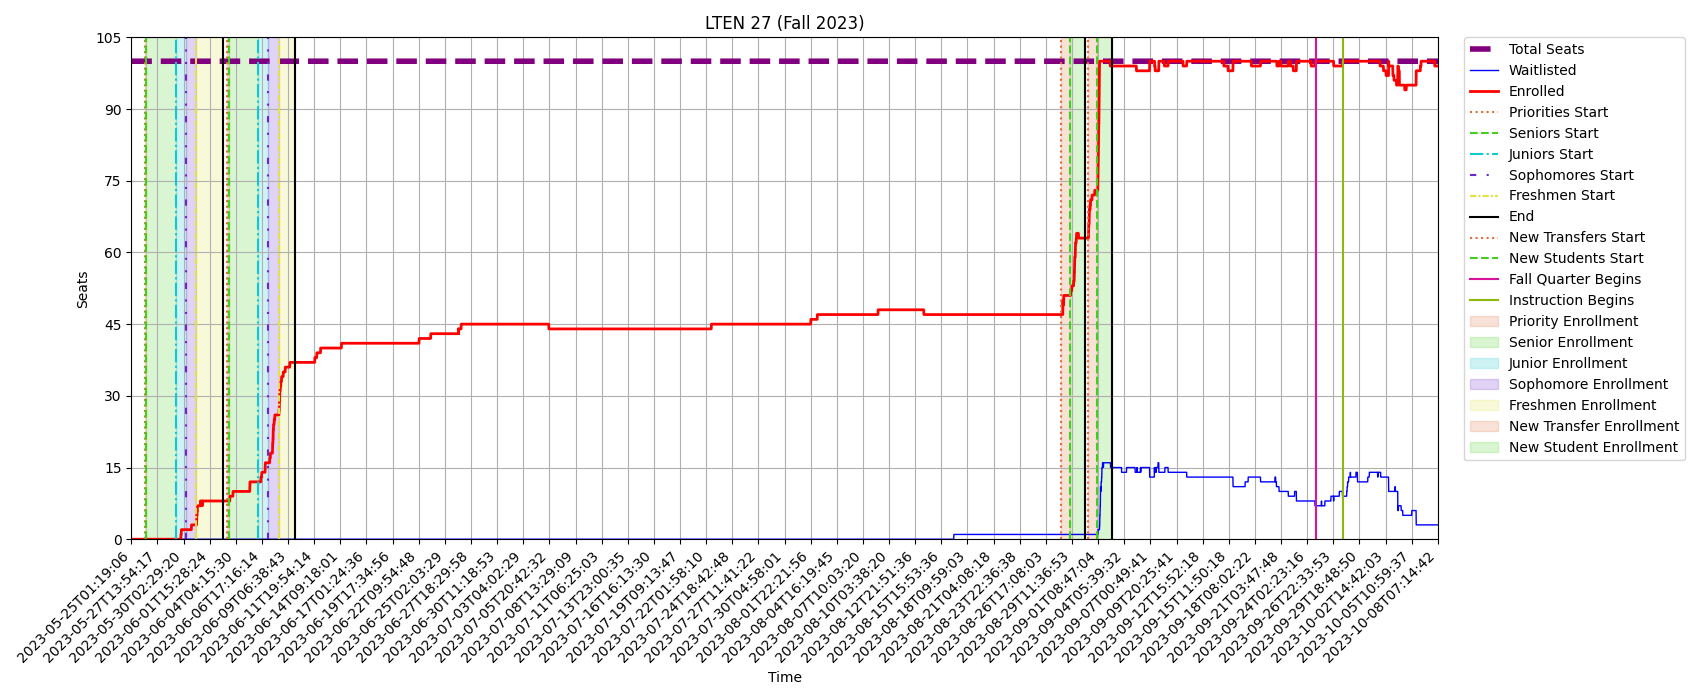 LTEN 27 (Fall 2023)
105
90
75
60
45
30
15
0
Seats
2023-05-25T01:19:06
2023-05-27T13:54:17
2023-05-30T02:29:20
2023-06-01T15:28:24
2023-06-04T04:15:30
2023-06-06T17:16:14
2023-06-09T06:38:43
2023-06-11T19:54:14
2023-06-14T09:18:01
2023-06-17T01:24:36
2023-06-19T17:34:56
2023-06-22T09:54:48
2023-06-25T02:03:29
2023-06-27T18:29:58
2023-06-30T11:18:53
2023-07-03T04:02:29
2023-07-05T20:42:32
2023-07-08T13:29:09
2023-07-11T06:25:03
2023-07-13T23:00:35
2023-07-16T16:13:30
2023-07-19T09:13:47
2023-07-22T01:58:10
2023-07-24T18:42:48
2023-07-27T11:41:22
2023-07-30T04:58:01
2023-08-01T22:21:56
2023-08-04T16:19:45
2023-08-07T10:03:20
2023-08-10T03:38:20
2023-08-12T21:51:36
2023-08-15T15:53:36
2023-08-18T09:59:03
2023-08-21T04:08:18
2023-08-23T22:36:38
2023-08-26T17:08:03
2023-08-29T11:36:53
2023-09-01T08:47:04
2023-09-04T05:39:32
2023-09-07T00:49:41
2023-09-09T20:25:41
2023-09-12T15:52:18
2023-09-15T11:50:18
2023-09-18T08:02:22
2023-09-21T03:47:48
2023-09-24T02:23:16
2023-09-26T22:33:53
2023-09-29T18:48:50
2023-10-02T14:42:03
2023-10-05T10:59:37
2023-10-08T07:14:42
Time
Total Seats
Waitlisted
Enrolled
Priorities Start
Seniors Start
Juniors Start
Sophomores Start
Freshmen Start
End
New Transfers Start
New Students Start
Fall Quarter Begins
Instruction Begins
Priority Enrollment
Senior Enrollment
Junior Enrollment
Sophomore Enrollment
Freshmen Enrollment
New Transfer Enrollment
New Student Enrollment